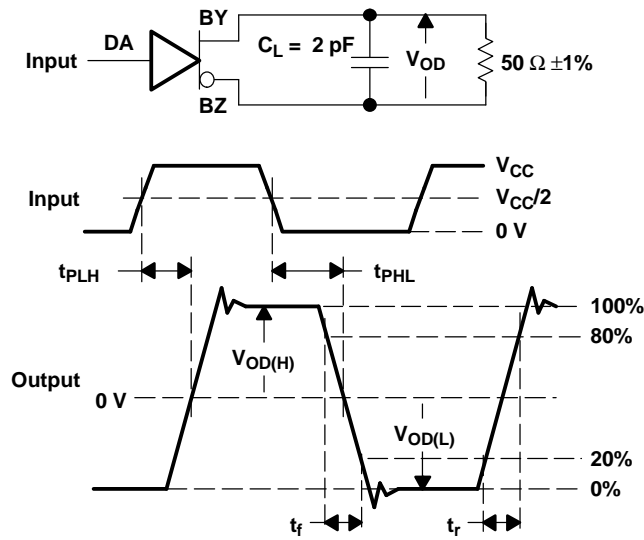 BY
DA
Input
C_L = 2 pF
V_OD
50 Ω ±1%
BZ
V_CC
Input
V_CC/2
0 V
t_PLH
t_PHL
100%
80%
V_OD(H)
Output
0 V
V_OD(L)
20%
0%
t_f
t_r